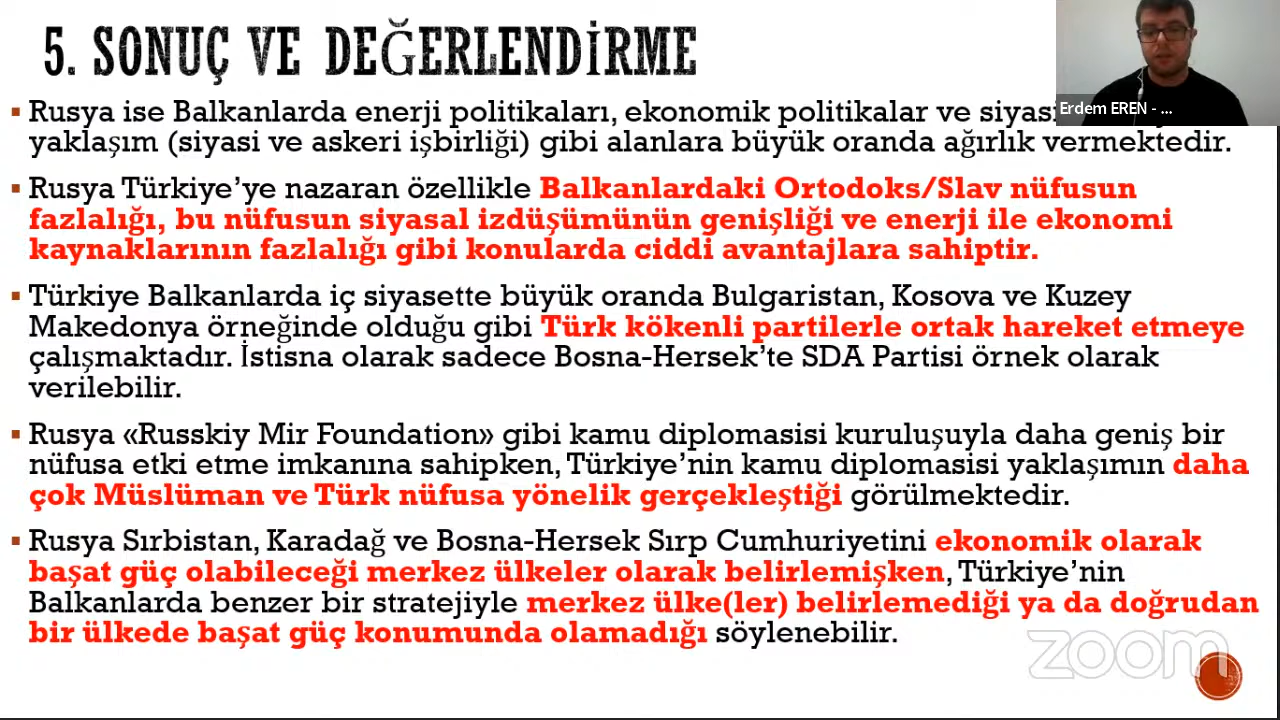 5. SONUÇ VE DEĞERLENDİRME
Rusya ise Balkanlarda enerji politikaları, ekonomik politikalar ve
yaklaşım (siyasi ve askeri işbirliği) gibi alanlara büyük oranda ağırlık vermektedir.
Rusya Türkiye’ye nazaran özellikle Balkanlardaki Ortodoks/Slav nüfusun
fazlalığı, bu nüfusun siyasal izdüşümünün genişliği ve enerji ile ekonomi
kaynaklarının fazlalığı gibi konularda ciddi avantajlara sahiptir.
Türkiye Balkanlarda iç siyasette büyük oranda Bulgaristan, Kosova ve Kuzey
Makedonya örneğinde olduğu gibi Türk kökenli partilerle ortak hareket etmeye
çalışmaktadır. İstisna olarak sadece Bosna-Hersek’te SDA Partisi örnek olarak
verilebilir.
Rusya «Russkiy Mir Foundation» gibi kamu diplomasisi kuruluşuyla daha geniş bir
nüfusa etki etme imkanına sahipken, Türkiye’nin kamu diplomasisi yaklaşımın daha
çok Müslüman ve Türk nüfusa yönelik gerçekleştiği görülmektedir.
Rusya Sırbistan, Karadağ ve Bosna-Hersek Sırp Cumhuriyetini ekonomik olarak
başat güç olabileceği merkez ülkeler olarak belirlemişken, Türkiye’nin
Balkanlarda benzer bir stratejiyle merkez ülke(ler) belirlemediği ya da doğrudan
bir ülkede başat güç konumunda olamadığı söylenebilir.
Erdem EREN - ...
zoom